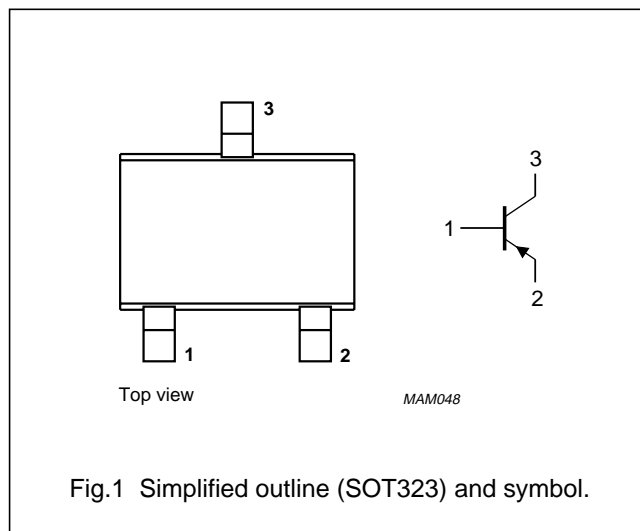 3
3
1
2
1
2
Top view
MAM048
Fig.1 Simplified outline (SOT323) and symbol.